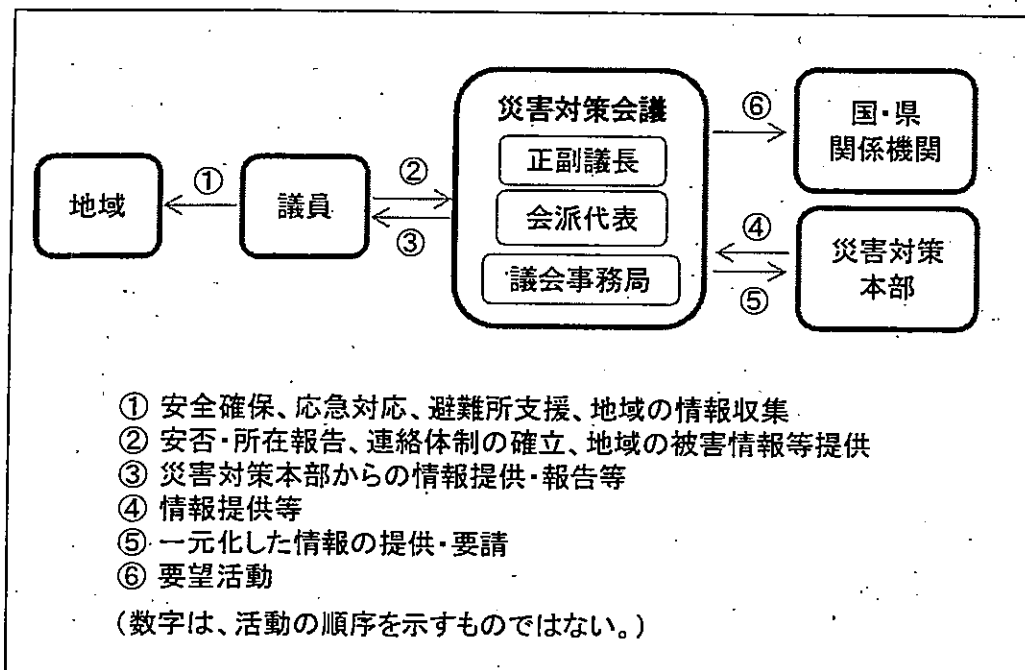 災害対策会議
正副議長
会派代表
議会事務局
地域
①
議員
②
③
⑥
国・県
関係機関
④
⑤
災害対策
本部
① 安全確保、応急対応、避難所支援、地域の情報収集
② 安否・所在報告、連絡体制の確立、地域の被害情報等提供
③ 災害対策本部からの情報提供・報告等
④ 情報提供等
⑤ 一元化した情報の提供・要請
⑥ 要望活動
(数字は、活動の順序を示すものではない。)